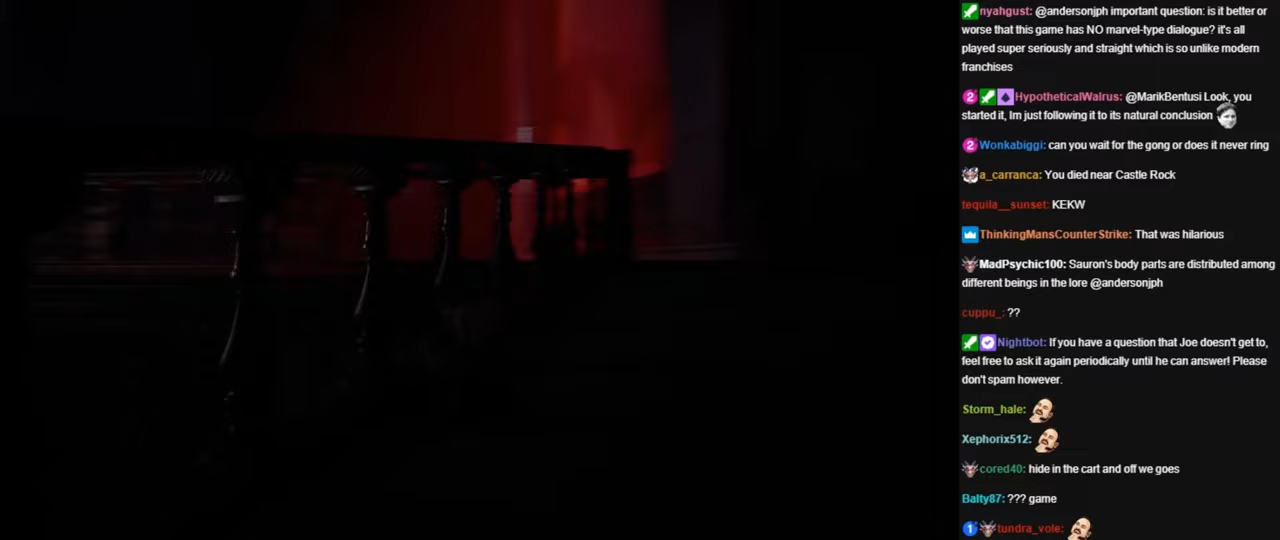 nyahgust: @andersonjph important question: is it better or
worse that this game has NO marvel-type dialogue? it's all
played super seriously and straight which is so unlike modern
franchises
2 HypotheticalWalrus: @MarikBentusi Look, you
started it, Im just following it to its natural conclusion
2 Wonkabiggi: can you wait for the gong or does it never ring
a_carranca: You died near Castle Rock
tequila__sunset: KEKW
ThinkingMansCounterStrike: That was hilarious
MadPsychic100: Sauron's body parts are distributed among
different beings in the lore @andersonjph
cuppu_: ??
Nightbot: If you have a question that Joe doesn't get to,
feel free to ask it again periodically until he can answer! Please
don't spam however.
Storm_hale:
Xephorix512:
cored40: hide in the cart and off we goes
Balty87: ??? game
1 tundra_vole: